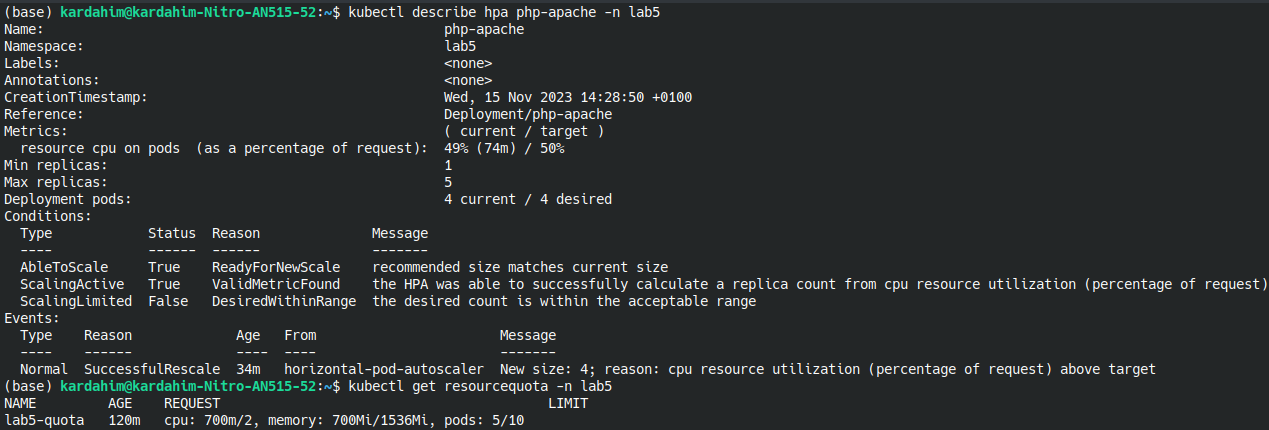 (base) kardahim@kardahim-Nitro-AN515-52:~$ kubectl describe hpa php-apache -n lab5
Name:                                                  php-apache
Namespace:                                             lab5
Labels:                                                <none>
Annotations:                                           <none>
CreationTimestamp:                                     Wed, 15 Nov 2023 14:28:50 +0100
Reference:                                             Deployment/php-apache
Metrics:                                               ( current / target )
  resource cpu on pods  (as a percentage of request):  49% (74m) / 50%
Min replicas:                                          1
Max replicas:                                          5
Deployment pods:                                       4 current / 4 desired
Conditions:
  Type            Status  Reason              Message
  ----            ------  ------              -------
  AbleToScale     True    ReadyForNewScale    recommended size matches current size
  ScalingActive   True    ValidMetricFound    the HPA was able to successfully calculate a replica count from cpu resource utilization (percentage of request)
  ScalingLimited  False   DesiredWithinRange  the desired count is within the acceptable range
Events:
  Type    Reason             Age   From                       Message
  ----    ------             ----  ----                       -------
  Normal  SuccessfulRescale  34m   horizontal-pod-autoscaler  New size: 4; reason: cpu resource utilization (percentage of request) above target
(base) kardahim@kardahim-Nitro-AN515-52:~$ kubectl get resourcequota -n lab5
NAME         AGE    REQUEST                                         LIMIT
lab5-quota   120m   cpu: 700m/2, memory: 700Mi/1536Mi, pods: 5/10